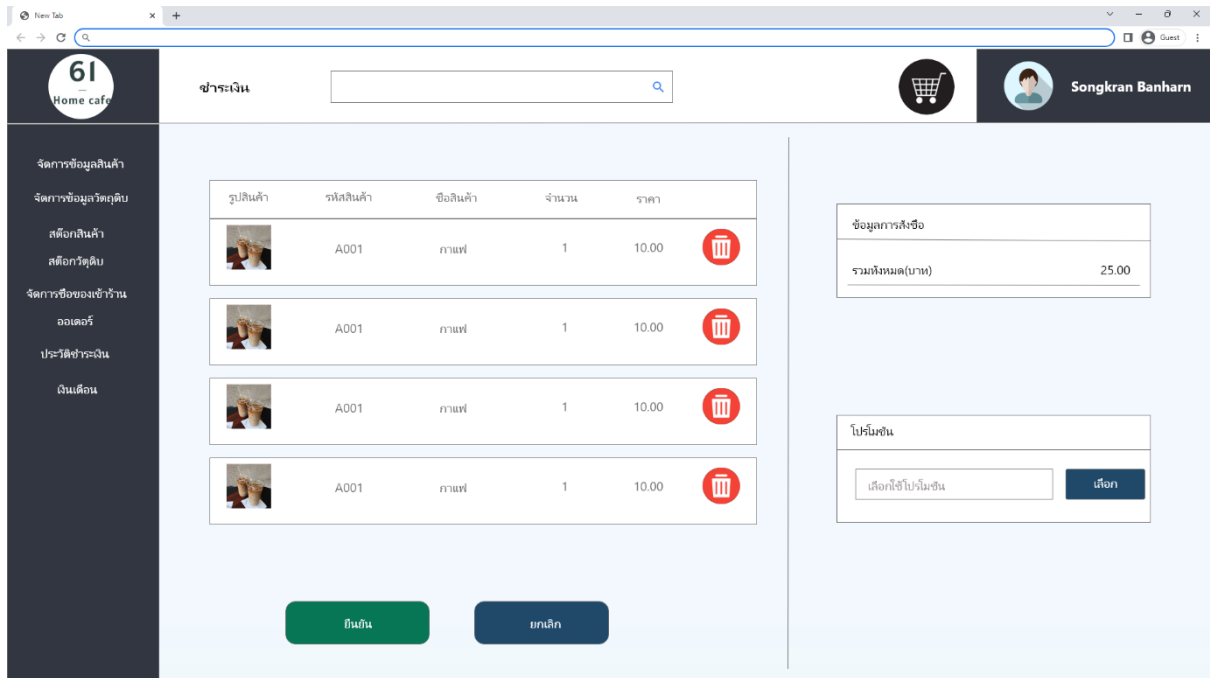 New Tab
Guest
61
Home cafe
ชำระเงิน
Songkran Banharn
จัดการข้อมูลสินค้า
จัดการข้อมูลวัตถุดิบ
สต๊อกสินค้า
สต๊อกวัตุดิบ
จัดการซื้อของเข้าร้าน
ออเดอร์
ประวัติชำระเงิน
เงินเดือน
รูปสินค้า รหัสสินค้า ชื่อสินค้า จำนวน ราคา
A001 กาแฟ 1 10.00
A001 กาแฟ 1 10.00
A001 กาแฟ 1 10.00
A001 กาแฟ 1 10.00
ยืนยัน ยกเลิก
ข้อมูลการสั่งซื้อ
รวมทั้งหมด(บาท) 25.00
โปรโมชัน
เลือกใช้โปรโมชัน เลือก